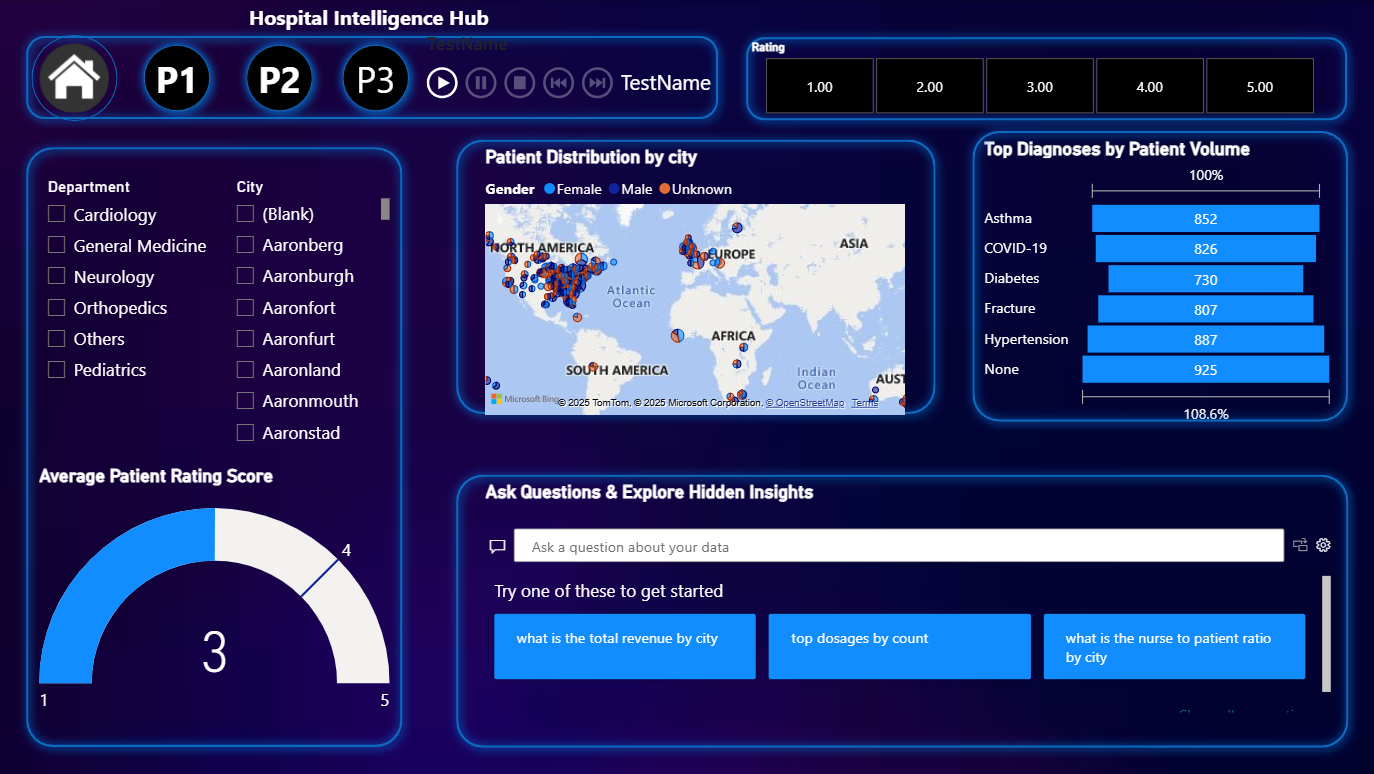 Hospital Intelligence Hub
TestName
P1
P2
P3
TestName
Rating
1.00
2.00
3.00
4.00
5.00
Department
Cardiology
General Medicine
Neurology
Orthopedics
Others
Pediatrics
City
(Blank)
Aaronberg
Aaronburgh
Aaronfort
Aaronfurt
Aaronland
Aaronmouth
Aaronstad
Average Patient Rating Score
4
3
1
5
Patient Distribution by city
Gender Female Male Unknown
NORTH AMERICA
EUROPE
ASIA
Atlantic
Ocean
AFRICA
SOUTH AMERICA
Indian
Ocean
AUST
Microsoft Bing
© 2025 TomTom, © 2025 Microsoft Corporation, © OpenStreetMap Terms
Top Diagnoses by Patient Volume
100%
Asthma 852
COVID-19 826
Diabetes 730
Fracture 807
Hypertension 887
None 925
108.6%
Ask Questions & Explore Hidden Insights
Ask a question about your data
Try one of these to get started
what is the total revenue by city
top dosages by count
what is the nurse to patient ratio
by city